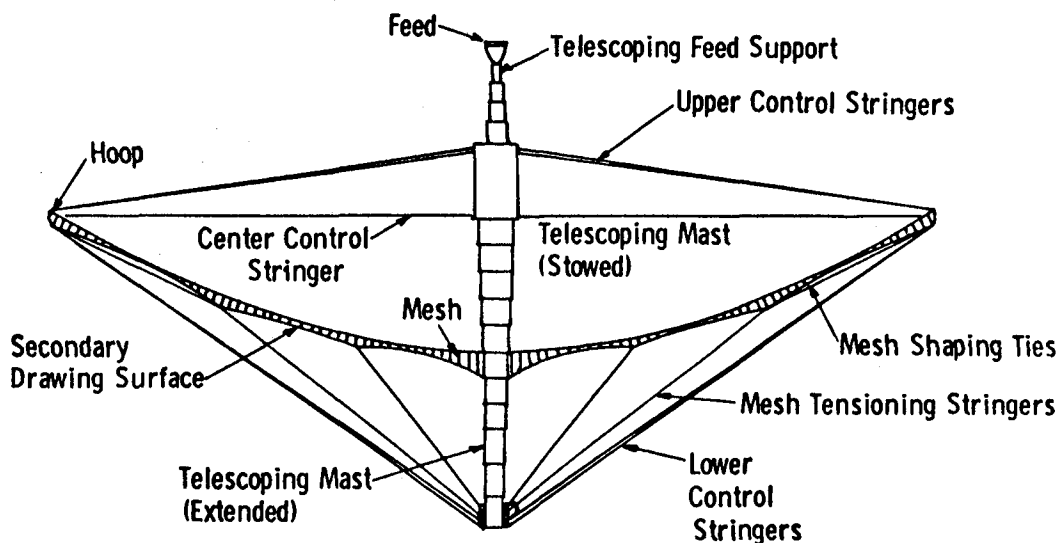 Feed
Telescoping Feed Support
Upper Control Stringers
Hoop
Center Control
Stringer
Telescoping Mast
(Stowed)
Mesh
Secondary
Drawing Surface
Mesh Shaping Ties
Mesh Tensioning Stringers
Telescoping Mast
(Extended)
Lower
Control
Stringers